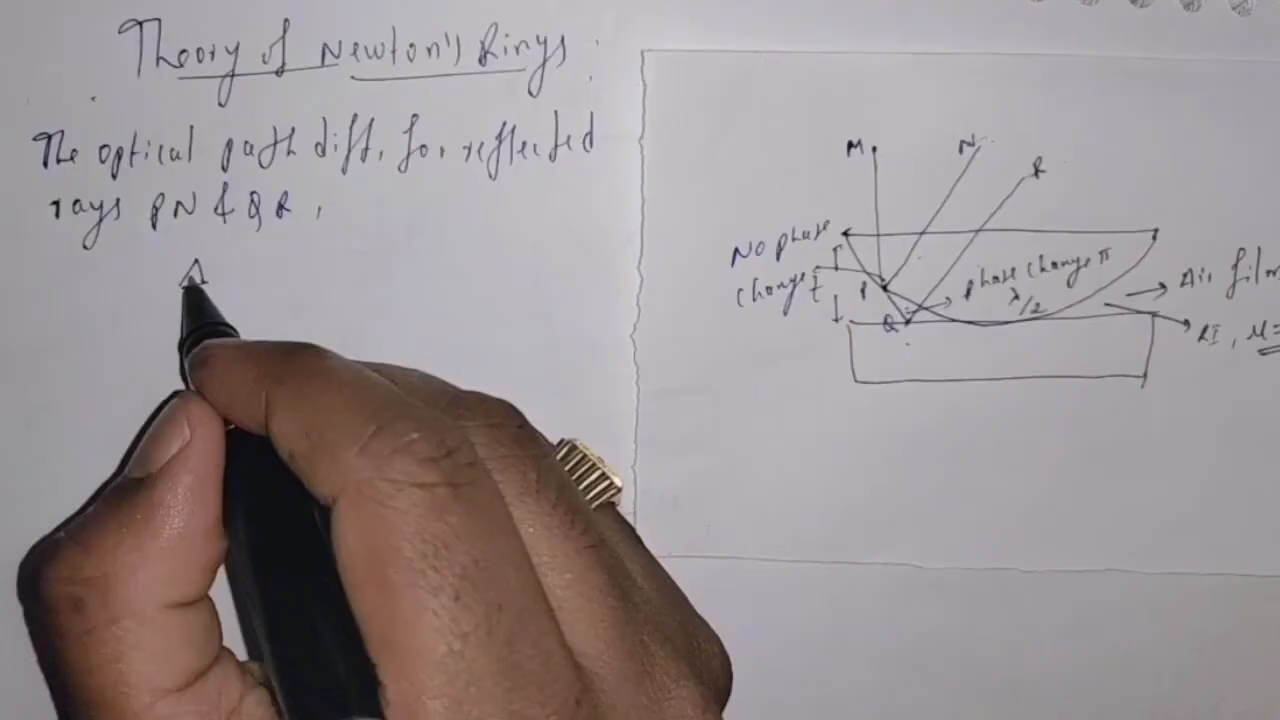 Theory of Newton's Rings :
The optical path diff. for reflected
rays PN & QR ,
Δ
M
N
R
No phase
change
t
P
Q
phase change π
λ/2
Air film
RI, μ=